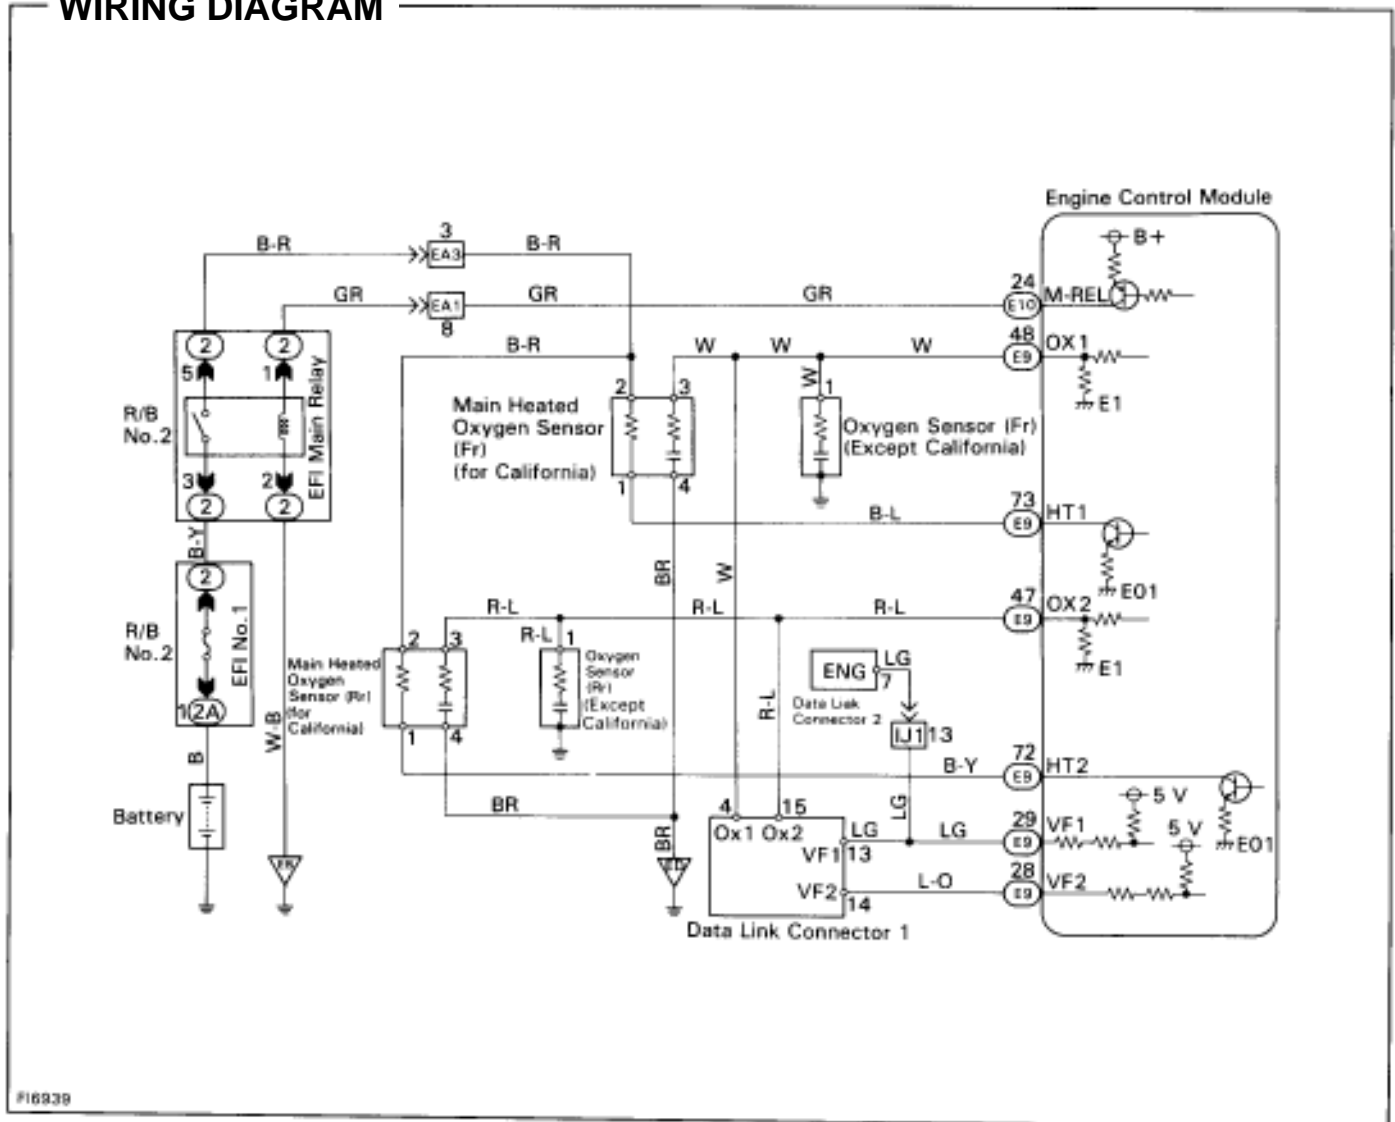 WIRING DIAGRAM
Engine Control Module
B-R
3
EA3
B-R
B+
GR
EA1
8
GR
GR
24
E10
M-REL
2
2
5
1
R/B
No.2
EFI Main Relay
3
2
2
2
B-R
W
W
W
48
E9
OX1
E1
2
3
Main Heated
Oxygen Sensor
(Fr)
(for California)
1
4
W
1
Oxygen Sensor (Fr)
(Except California)
B-L
73
E9
HT1
E01
B-Y
2
R/B
No.2
EFI No.1
1
2A
W-B
B
Battery
BR
W
R-L
R-L
R-L
47
E9
OX2
E1
2
3
Main Heated
Oxygen
Sensor (Rr)
(for
California)
1
4
R-L
1
Oxygen
Sensor
(Rr)
(Except
California)
R-L
ENG
LG
7
Data Link
Connector 2
IJ1
13
B-Y
72
E9
HT2
E01
BR
BR
LG
4
15
Ox1
Ox2
LG
LG
VF1
13
29
E9
VF1
5 V
5 V
VF2
14
L-O
28
E9
VF2
Data Link Connector 1
FI6939